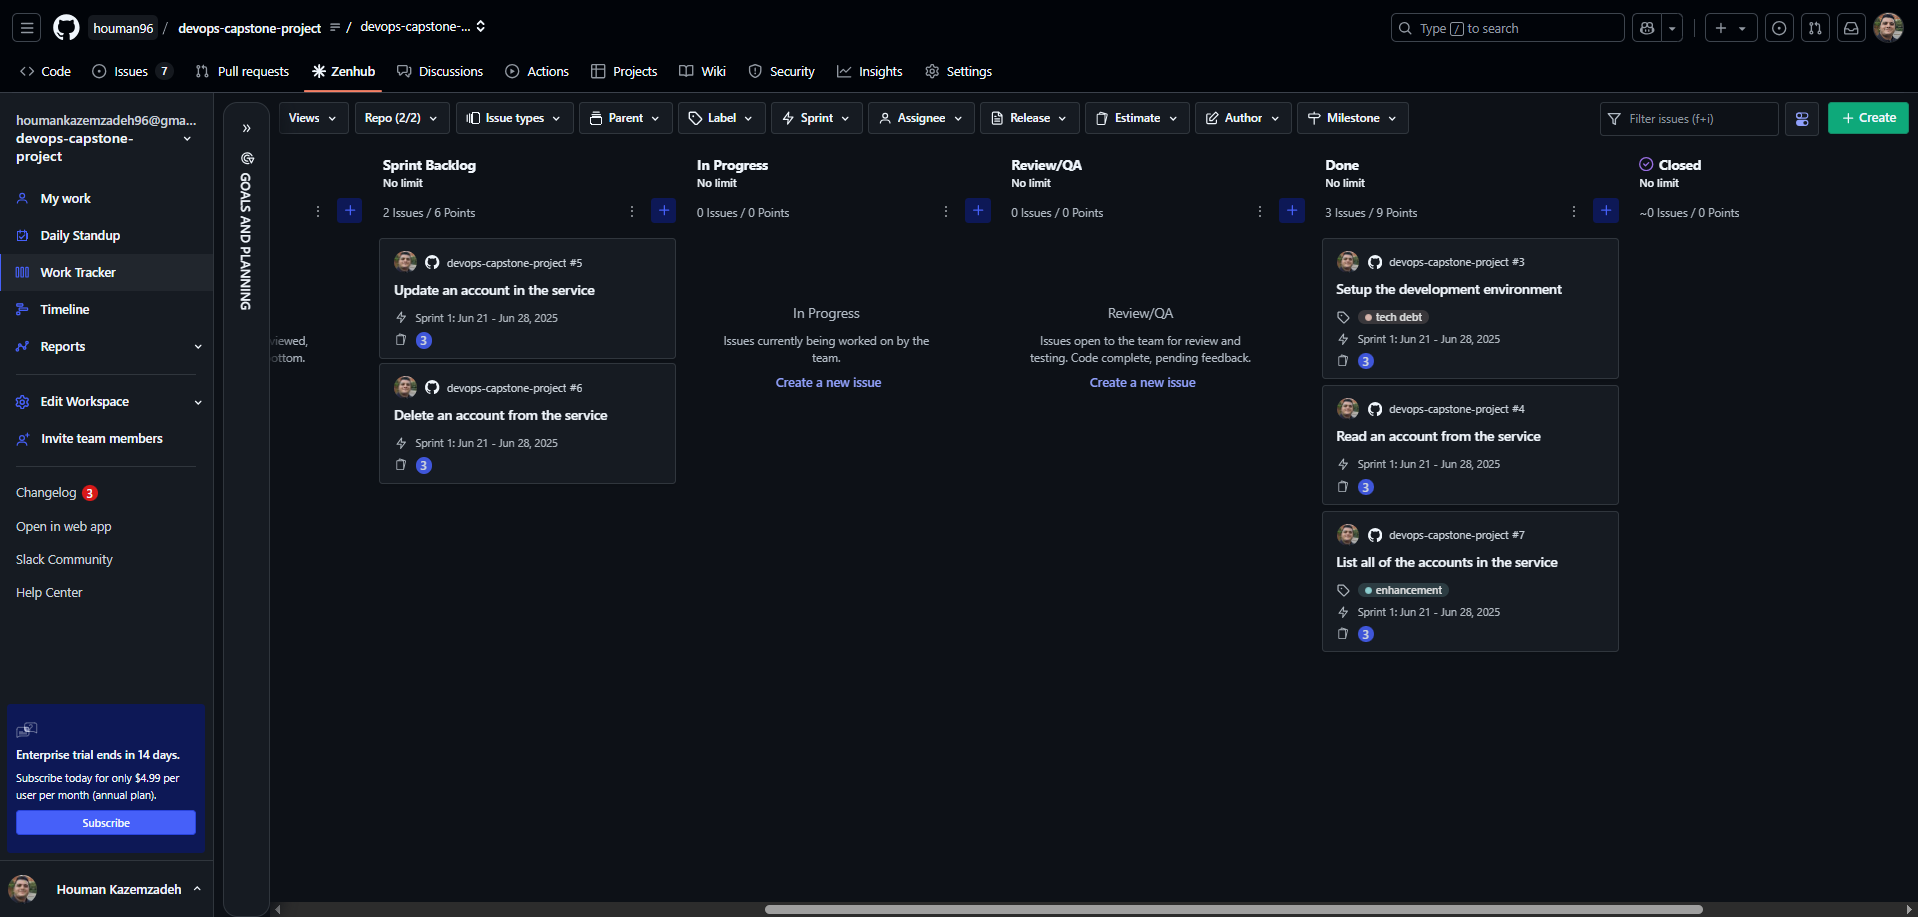 houman96 / devops-capstone-project / devops-capstone-...
Type / to search
Code
Issues 7
Pull requests
Zenhub
Discussions
Actions
Projects
Wiki
Security
Insights
Settings
houmankazemzadeh96@gma...
devops-capstone-
project
My work
Daily Standup
Work Tracker
Timeline
Reports
Edit Workspace
Invite team members
Changelog 3
Open in web app
Slack Community
Help Center
Enterprise trial ends in 14 days.
Subscribe today for only $4.99 per
user per month (annual plan).
Subscribe
Houman Kazemzadeh
GOALS AND PLANNING
Views
Repo (2/2)
Issue types
Parent
Label
Sprint
Assignee
Release
Estimate
Author
Milestone
Filter issues (f+i)
+ Create
viewed,
ottom.
Sprint Backlog
No limit
2 Issues / 6 Points
devops-capstone-project #5
Update an account in the service
Sprint 1: Jun 21 - Jun 28, 2025
3
devops-capstone-project #6
Delete an account from the service
Sprint 1: Jun 21 - Jun 28, 2025
3
In Progress
No limit
0 Issues / 0 Points
In Progress
Issues currently being worked on by the
team.
Create a new issue
Review/QA
No limit
0 Issues / 0 Points
Review/QA
Issues open to the team for review and
testing. Code complete, pending feedback.
Create a new issue
Done
No limit
3 Issues / 9 Points
devops-capstone-project #3
Setup the development environment
tech debt
Sprint 1: Jun 21 - Jun 28, 2025
3
devops-capstone-project #4
Read an account from the service
Sprint 1: Jun 21 - Jun 28, 2025
3
devops-capstone-project #7
List all of the accounts in the service
enhancement
Sprint 1: Jun 21 - Jun 28, 2025
3
Closed
No limit
~0 Issues / 0 Points